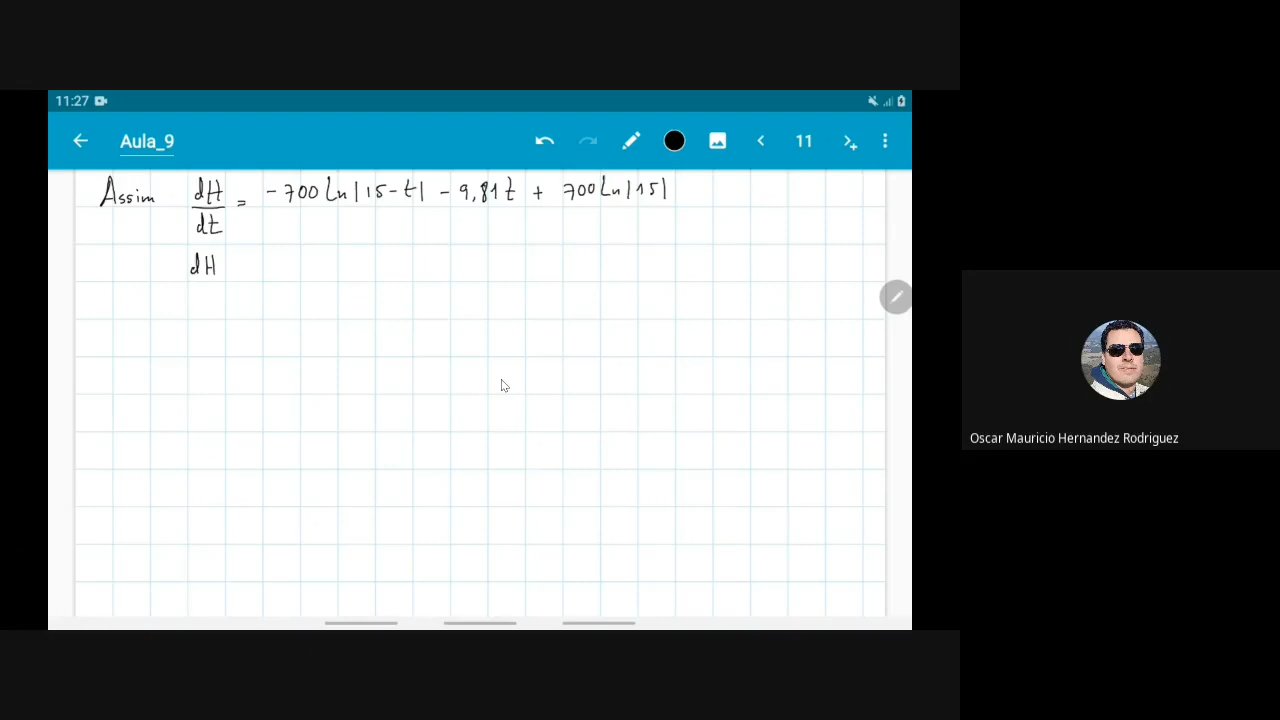 11:27
Aula_9
11
Assim dH/dt = -700 Ln|15-t| - 9,81t + 700 Ln|15|
dH
Oscar Mauricio Hernandez Rodriguez